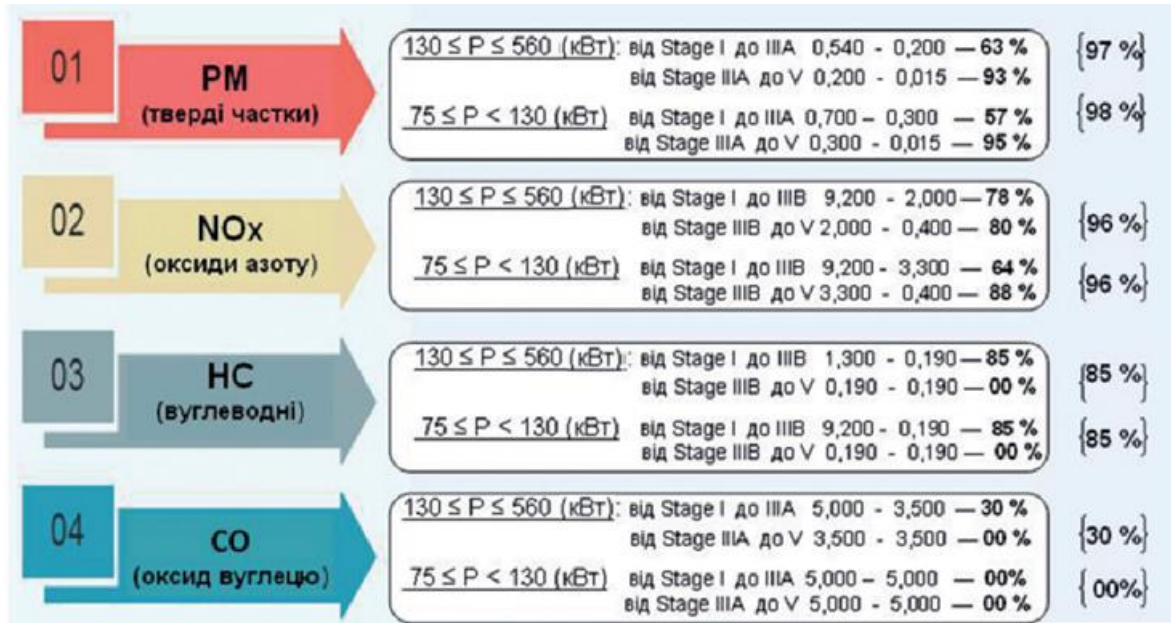 01
PM
(тверді частки)
130 ≤ P ≤ 560 (кВт): від Stage I до IIIA 0,540 - 0,200 — 63 %
від Stage IIIA до V 0,200 - 0,015 — 93 %
{97 %}
75 ≤ P < 130 (кВт) від Stage I до IIIA 0,700 – 0,300 — 57 %
від Stage IIIA до V 0,300 - 0,015 — 95 %
{98 %}
02
NOx
(оксиди азоту)
130 ≤ P ≤ 560 (кВт): від Stage I до IIIB 9,200 - 2,000 — 78 %
від Stage IIIB до V 2,000 - 0,400 — 80 %
{96 %}
75 ≤ P < 130 (кВт) від Stage I до IIIB 9,200 - 3,300 — 64 %
від Stage IIIB до V 3,300 - 0,400 — 88 %
{96 %}
03
HC
(вуглеводні)
130 ≤ P ≤ 560 (кВт): від Stage I до IIIB 1,300 - 0,190 — 85 %
від Stage IIIB до V 0,190 - 0,190 — 00 %
{85 %}
75 ≤ P < 130 (кВт) від Stage I до IIIB 9,200 - 0,190 — 85 %
від Stage IIIB до V 0,190 - 0,190 — 00 %
{85 %}
04
CO
(оксид вуглецю)
130 ≤ P ≤ 560 (кВт): від Stage I до IIIA 5,000 - 3,500 — 30 %
від Stage IIIA до V 3,500 - 3,500 — 00 %
{30 %}
75 ≤ P < 130 (кВт) від Stage I до IIIA 5,000 – 5,000 — 00%
від Stage IIIA до V 5,000 - 5,000 — 00 %
{00%}